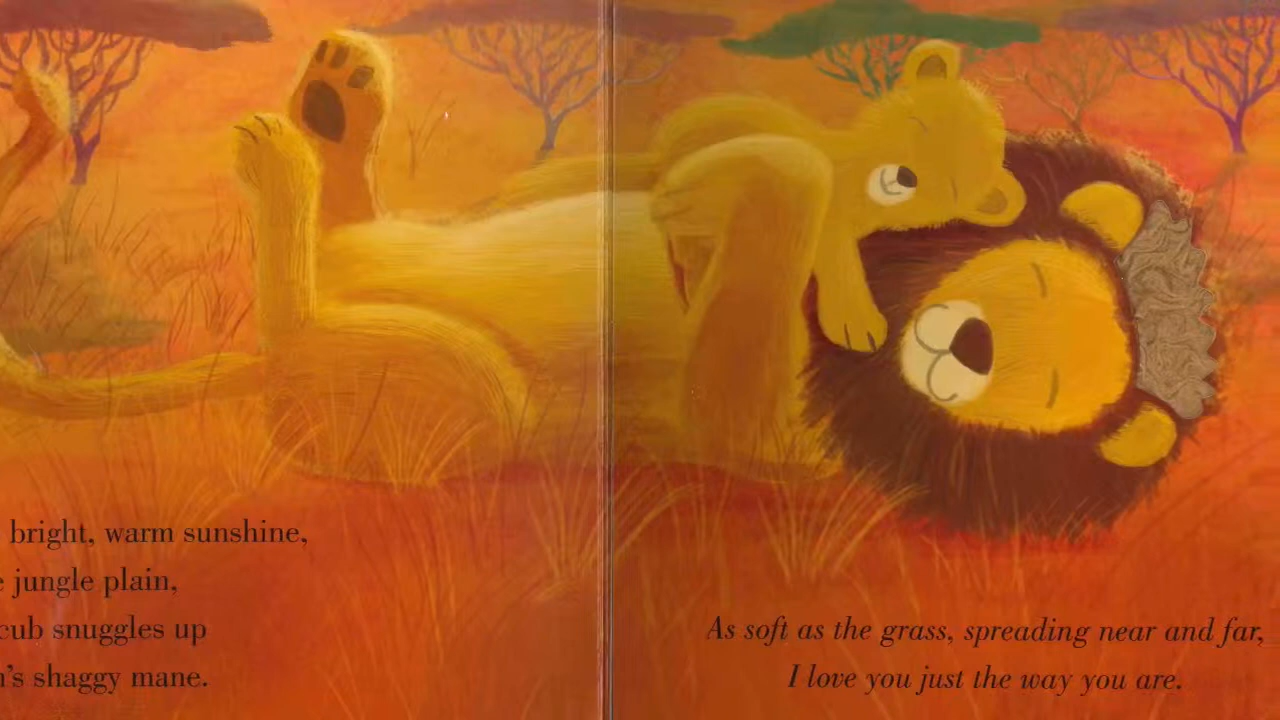 bright, warm sunshine,
jungle plain,
cub snuggles up
shaggy mane.
As soft as the grass, spreading near and far,
I love you just the way you are.